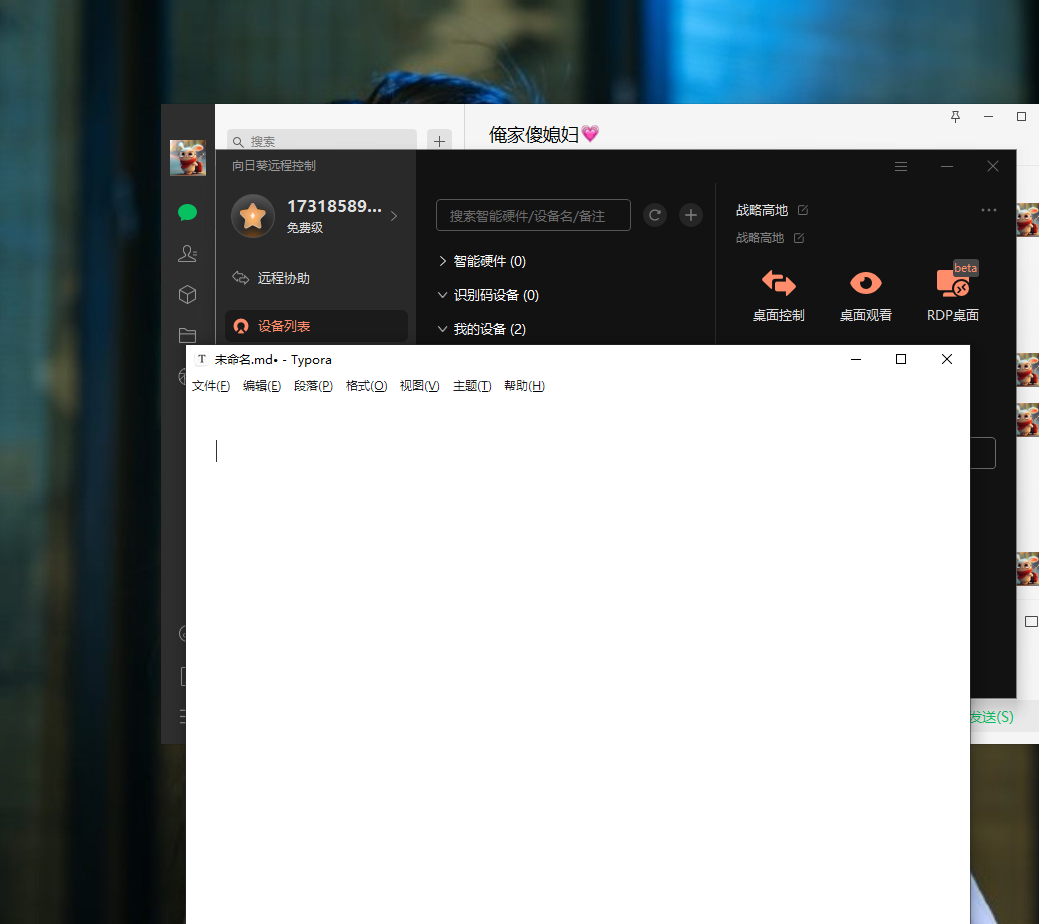 俺家傻媳妇💗
搜索
向日葵远程控制
17318589...
免费级
远程协助
设备列表
搜索智能硬件/设备名/备注
智能硬件 (0)
识别码设备 (0)
我的设备 (2)
战略高地
战略高地
beta
桌面控制
桌面观看
RDP桌面
T 未命名.md• - Typora
文件(F) 编辑(E) 段落(P) 格式(O) 视图(V) 主题(T) 帮助(H)
发送(S)